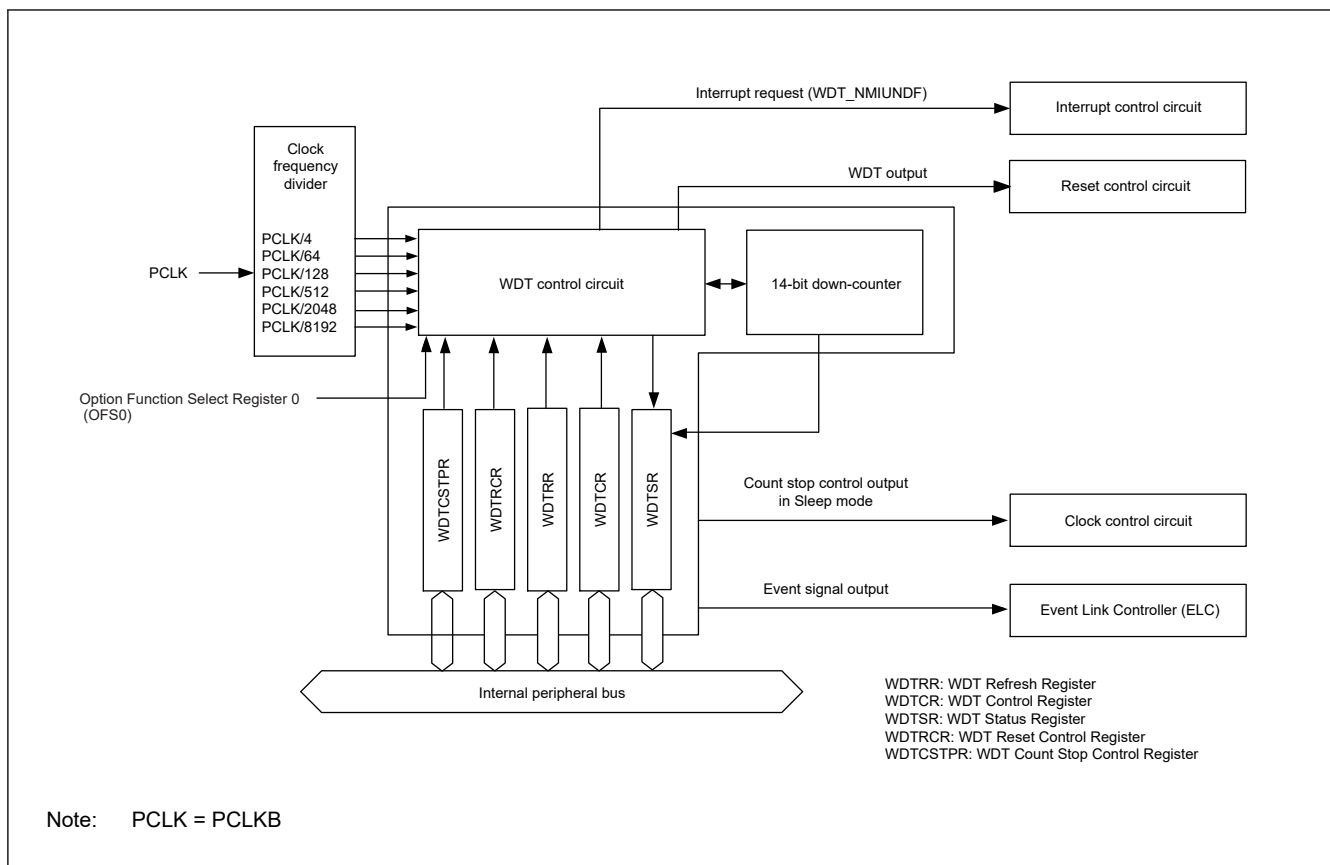 Interrupt request (WDT_NMIUNDF)
Interrupt control circuit
Clock
frequency
divider
WDT output
Reset control circuit
PCLK/4
PCLK/64
PCLK/128
PCLK/512
PCLK/2048
PCLK/8192
PCLK
WDT control circuit
14-bit down-counter
Option Function Select Register 0
(OFS0)
WDTCSTPR
WDTRCR
WDTRR
WDTCR
WDTSR
Count stop control output
in Sleep mode
Clock control circuit
Event signal output
Event Link Controller (ELC)
Internal peripheral bus
WDTRR: WDT Refresh Register
WDTCR: WDT Control Register
WDTSR: WDT Status Register
WDTRCR: WDT Reset Control Register
WDTCSTPR: WDT Count Stop Control Register
Note: PCLK = PCLKB